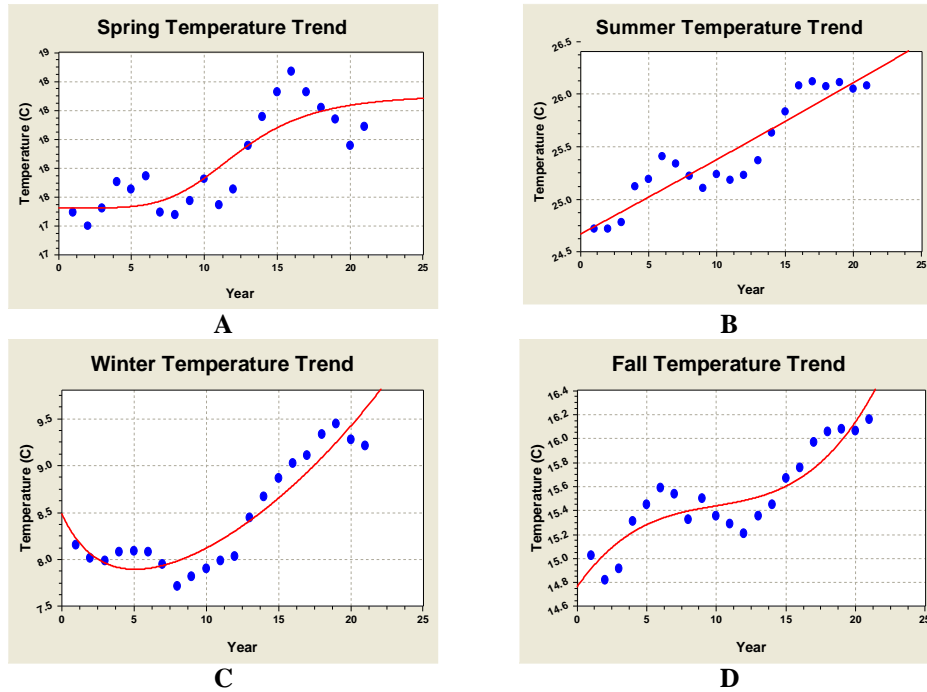 Spring Temperature Trend
19
18
18
18
18
18
17
17
Temperature (C)
0 5 10 15 20 25
Year
A
Summer Temperature Trend
26.5
26.0
25.5
25.0
24.5
Temperature (C)
0 5 10 15 20 25
Year
B
Winter Temperature Trend
9.5
9.0
8.5
8.0
7.5
Temperature (C)
0 5 10 15 20 25
Year
C
Fall Temperature Trend
16.4
16.2
16.0
15.8
15.6
15.4
15.2
15.0
14.8
14.6
Temperature (C)
0 5 10 15 20 25
Year
D